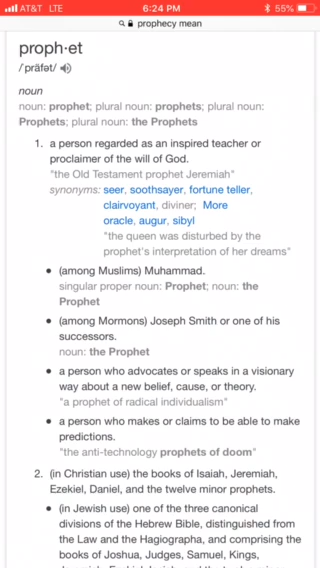 AT&T LTE 6:24 PM 55%
prophecy mean
proph·et
/ˈpräfət/
noun
noun: prophet; plural noun: prophets; plural noun:
Prophets; plural noun: the Prophets
1. a person regarded as an inspired teacher or
proclaimer of the will of God.
"the Old Testament prophet Jeremiah"
synonyms: seer, soothsayer, fortune teller,
clairvoyant, diviner; More
oracle, augur, sibyl
"the queen was disturbed by the
prophet's interpretation of her dreams"
• (among Muslims) Muhammad.
singular proper noun: Prophet; noun: the
Prophet
• (among Mormons) Joseph Smith or one of his
successors.
noun: the Prophet
• a person who advocates or speaks in a visionary
way about a new belief, cause, or theory.
"a prophet of radical individualism"
• a person who makes or claims to be able to make
predictions.
"the anti-technology prophets of doom"
2. (in Christian use) the books of Isaiah, Jeremiah,
Ezekiel, Daniel, and the twelve minor prophets.
• (in Jewish use) one of the three canonical
divisions of the Hebrew Bible, distinguished from
the Law and the Hagiographa, and comprising
the books of Joshua, Judges, Samuel, Kings,